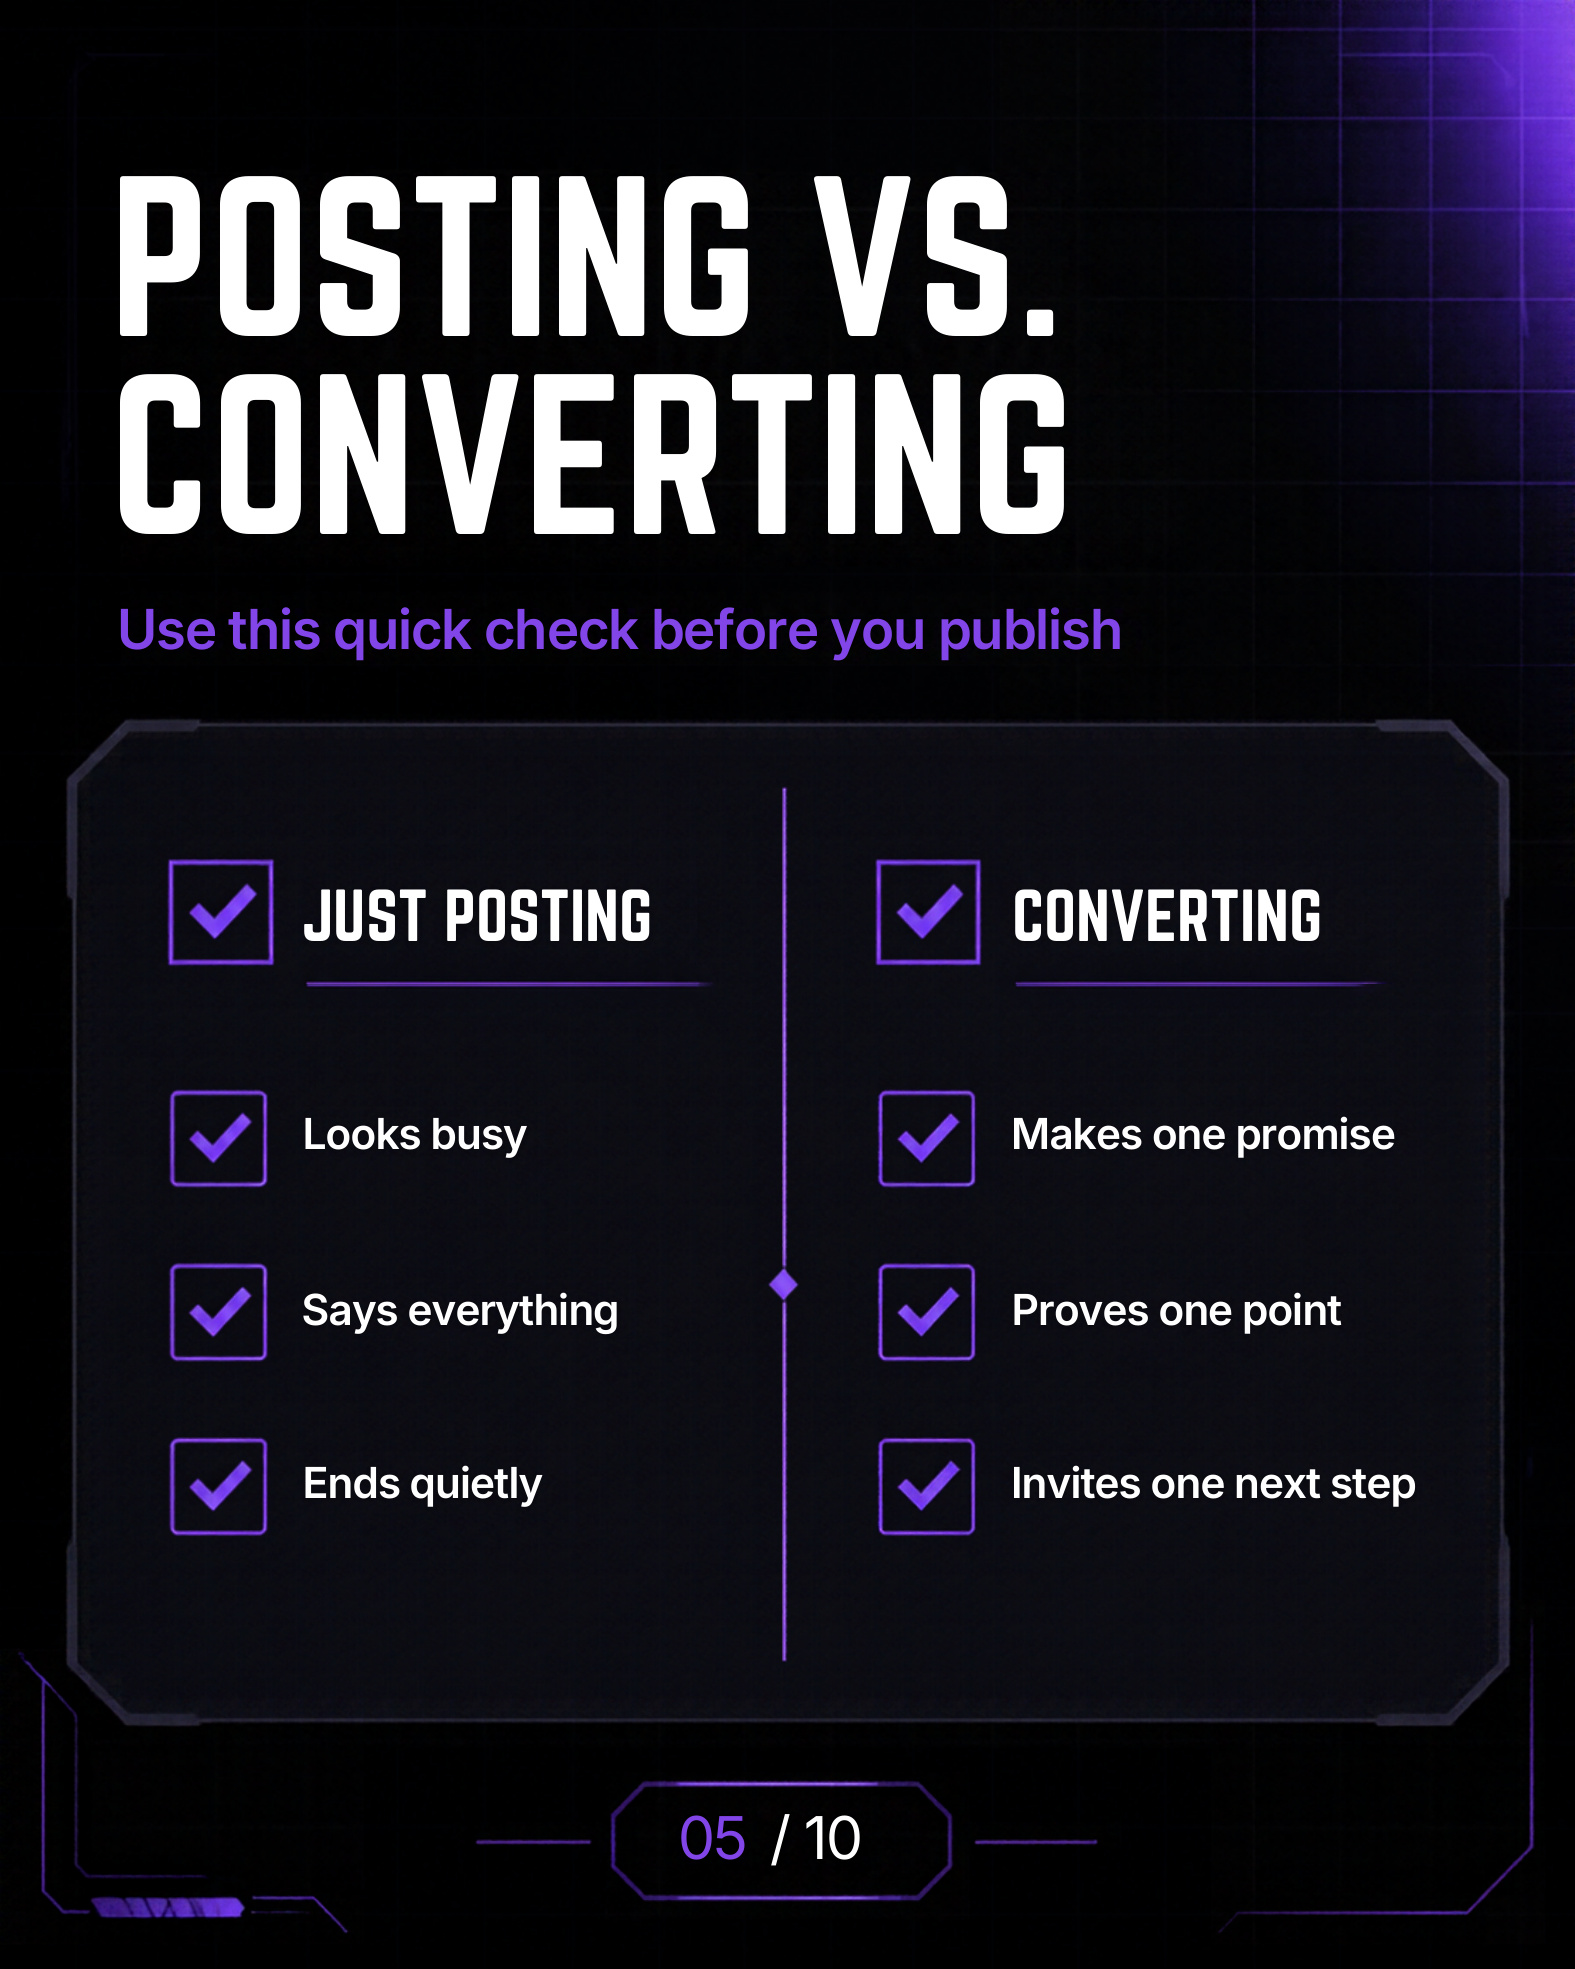 POSTING VS.
CONVERTING
Use this quick check before you publish
JUST POSTING
Looks busy
Says everything
Ends quietly
CONVERTING
Makes one promise
Proves one point
Invites one next step
05 / 10